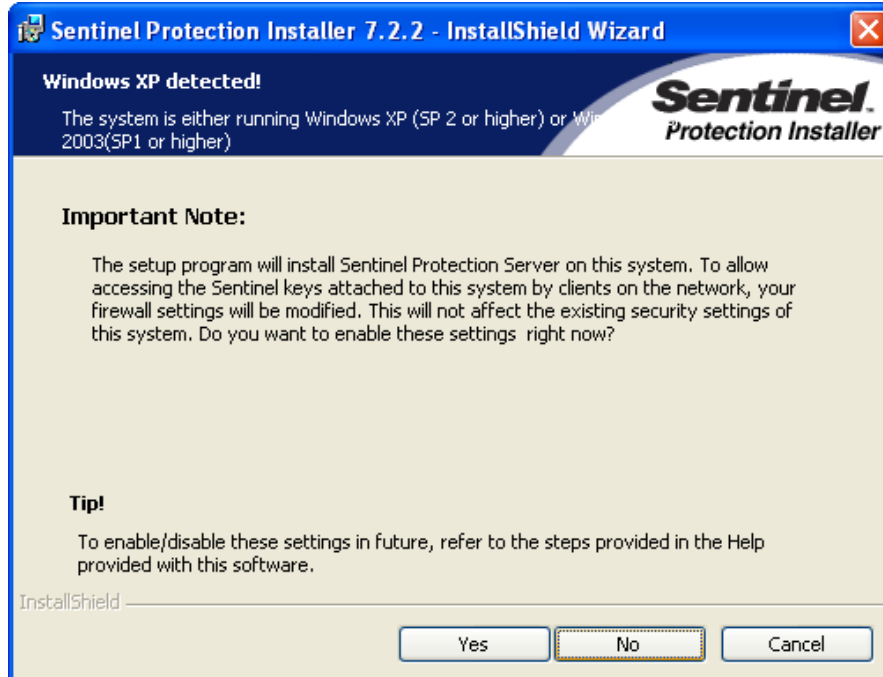 Sentinel Protection Installer 7.2.2 - InstallShield Wizard
Windows XP detected!
The system is either running Windows XP (SP 2 or higher) or
2003(SP1 or higher)
Sentinel.
Protection Installer
Important Note:
The setup program will install Sentinel Protection Server on this system. To allow
accessing the Sentinel keys attached to this system by clients on the network, your
firewall settings will be modified. This will not affect the existing security settings of
this system. Do you want to enable these settings right now?
Tip!
To enable/disable these settings in future, refer to the steps provided in the Help
provided with this software.
InstallShield
Yes
No
Cancel